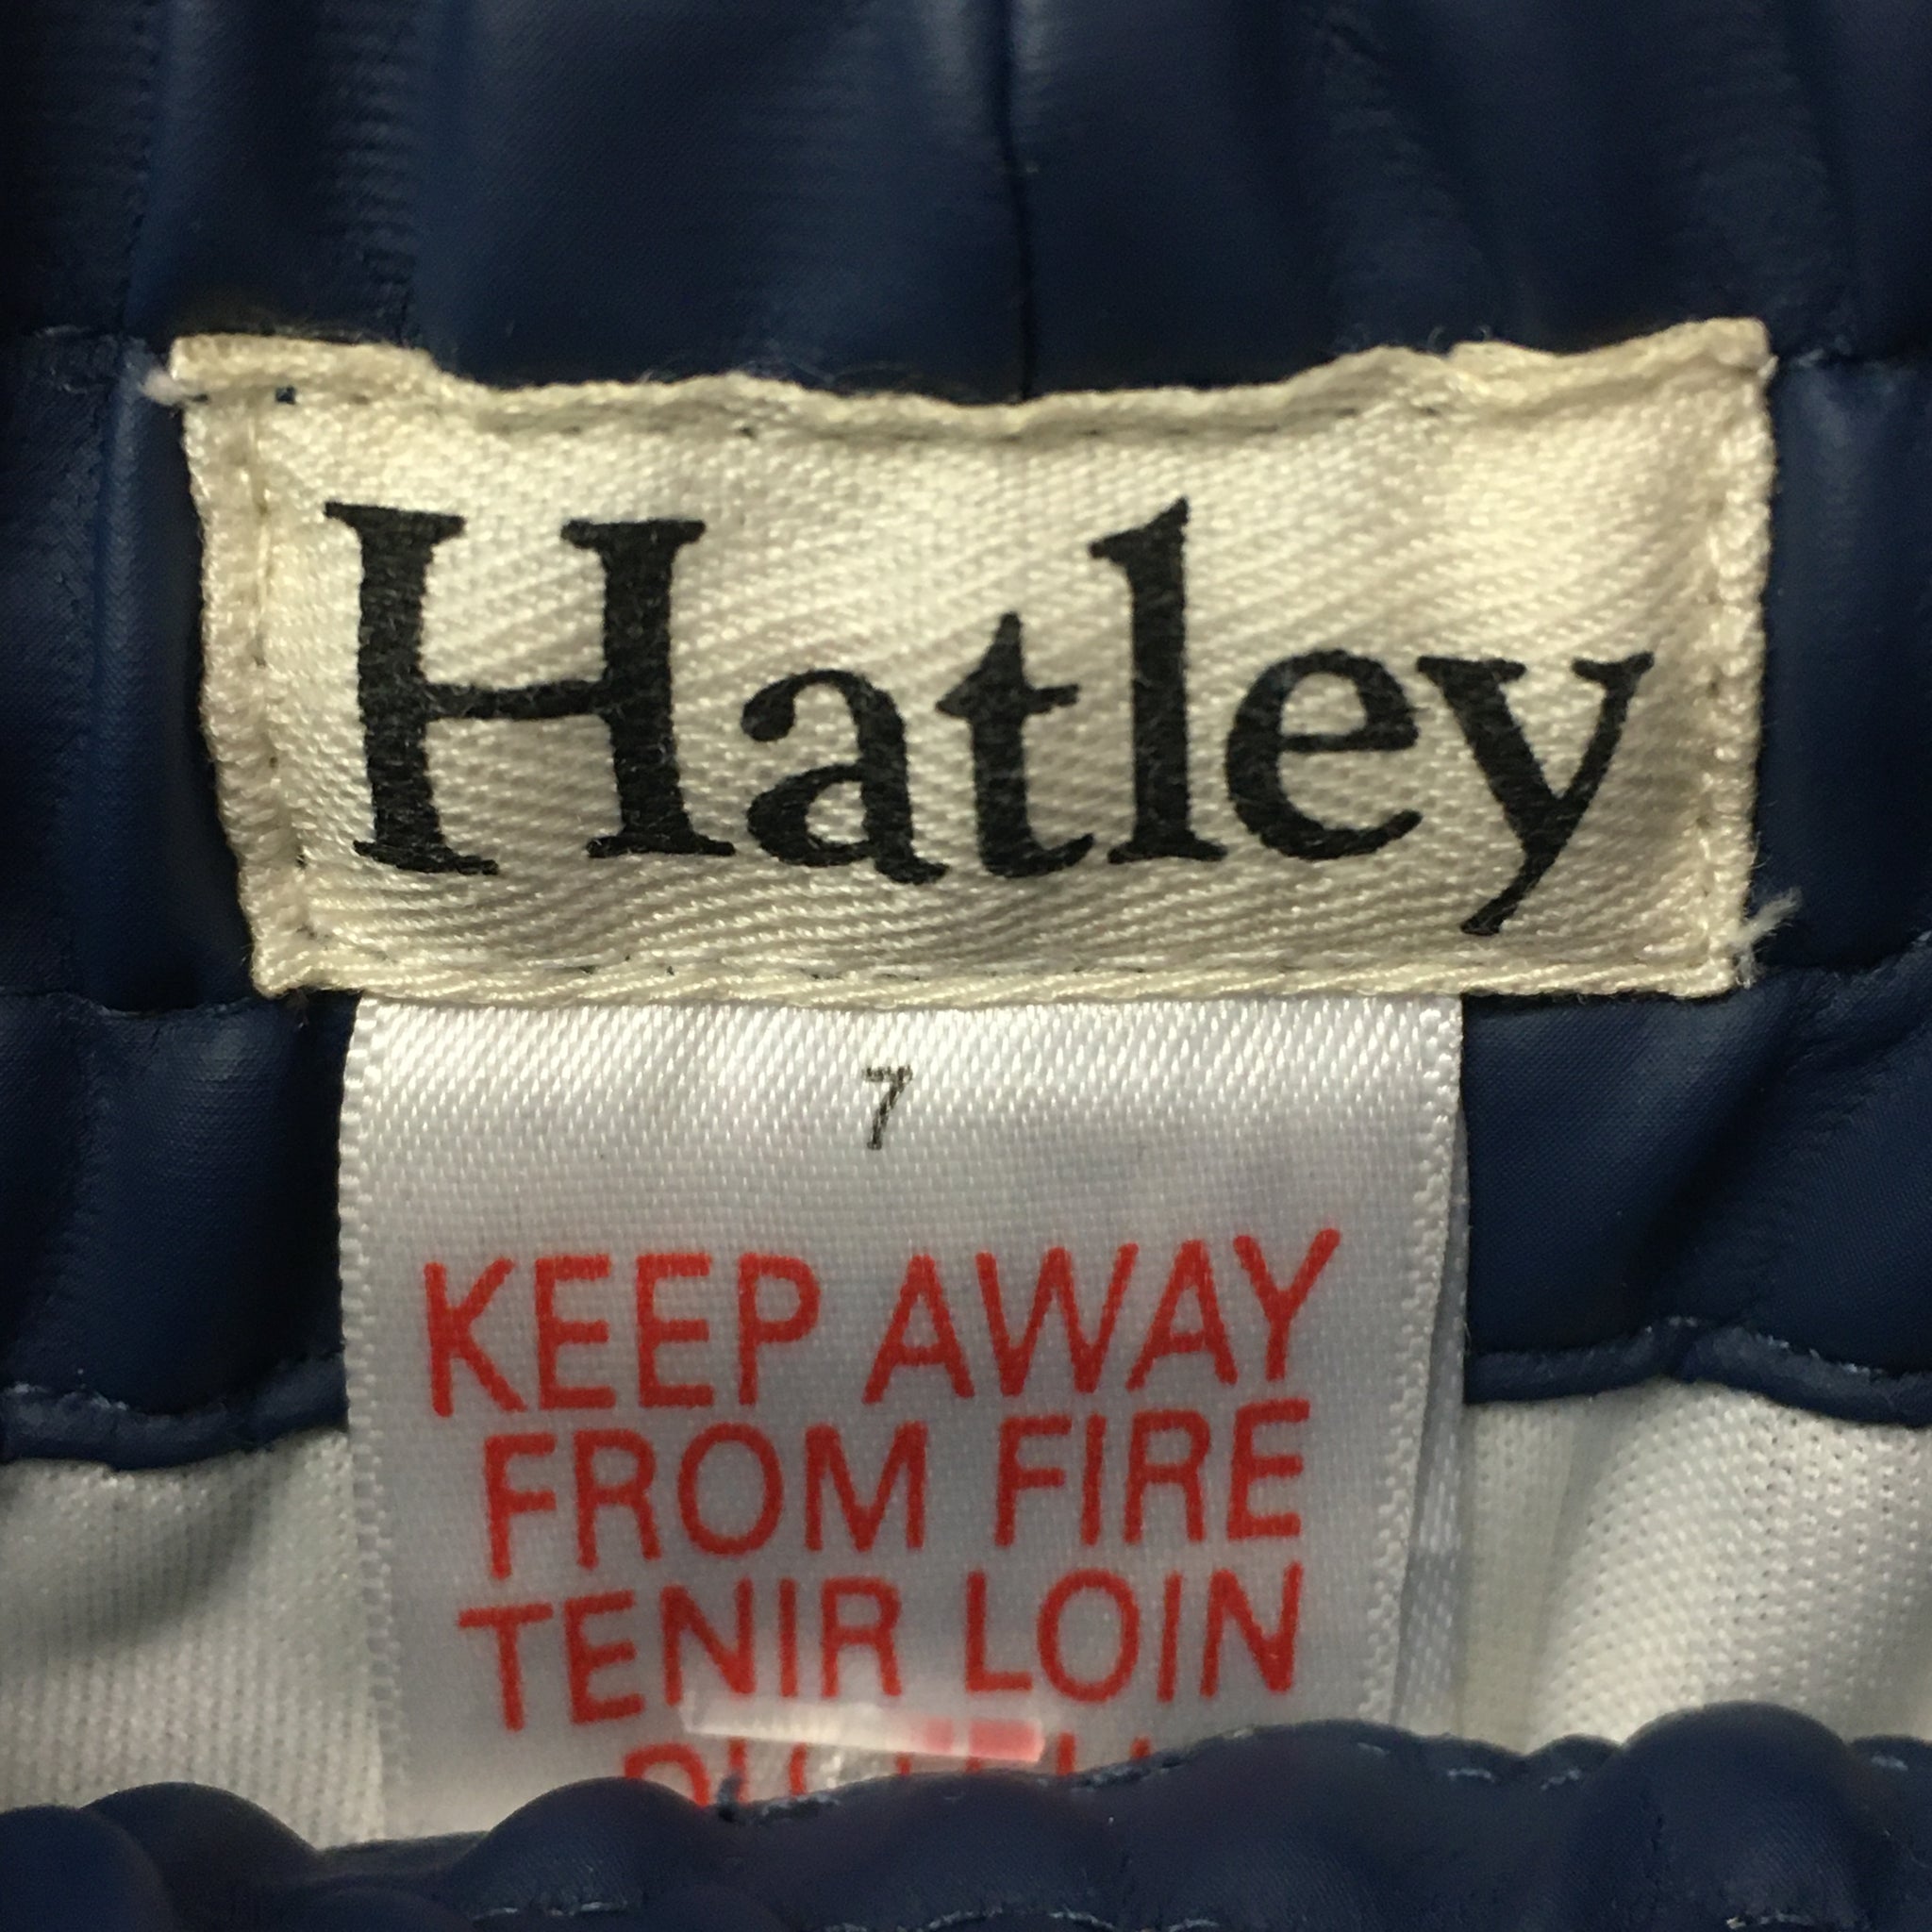 Hatley
7
KEEP AWAY
FROM FIRE
TENIR LOIN